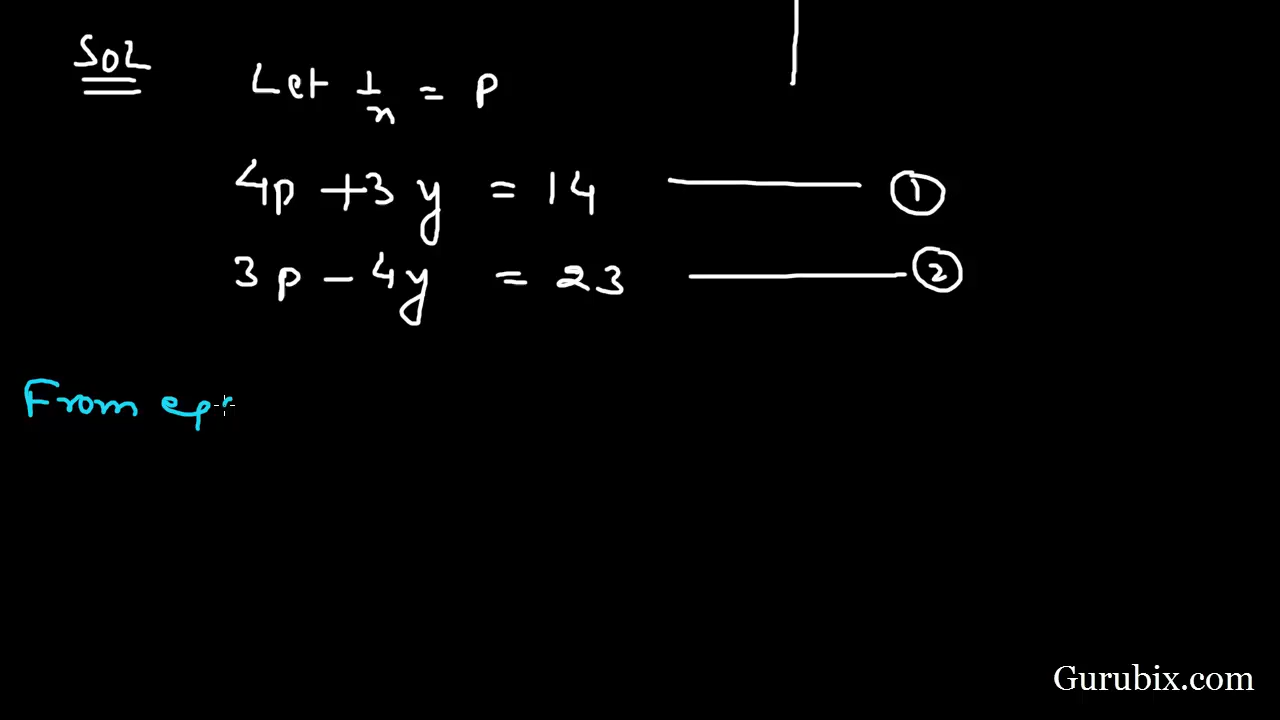 SOL
Let 1/x = P
4p + 3y = 14 ——— ①
3p - 4y = 23 ——— ②
From eq
Gurubix.com